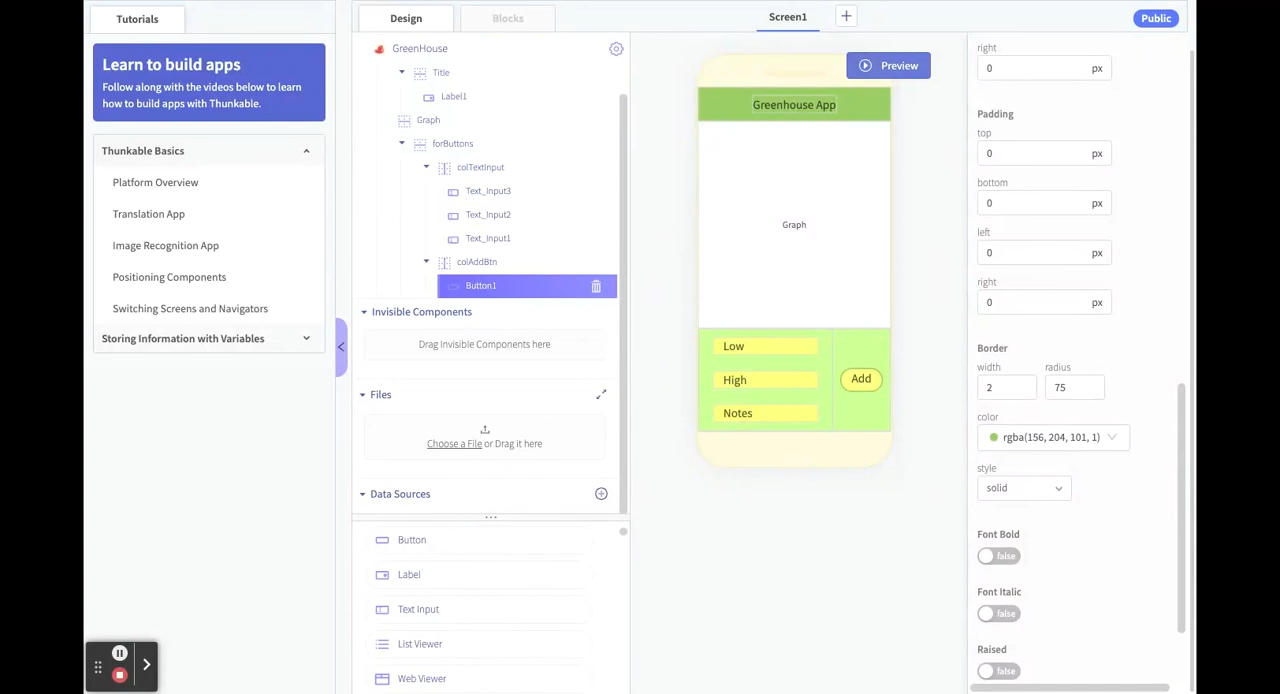 Tutorials
Learn to build apps
Follow along with the videos below to learn
how to build apps with Thunkable.
Thunkable Basics
Platform Overview
Translation App
Image Recognition App
Positioning Components
Switching Screens and Navigators
Storing Information with Variables
Design
Blocks
GreenHouse
Title
Label1
Graph
forButtons
colTextInput
Text_Input3
Text_Input2
Text_Input1
colAddBtn
Button1
Invisible Components
Drag Invisible Components here
Files
Choose a File or Drag it here
Data Sources
Button
Label
Text Input
List Viewer
Web Viewer
Screen1
Public
Preview
Greenhouse App
Graph
Low
High
Notes
Add
right
0 px
Padding
top
0 px
bottom
0 px
left
0 px
right
0 px
Border
width radius
2 75
color
rgba(156, 204, 101, 1)
style
solid
Font Bold
false
Font Italic
false
Raised
false